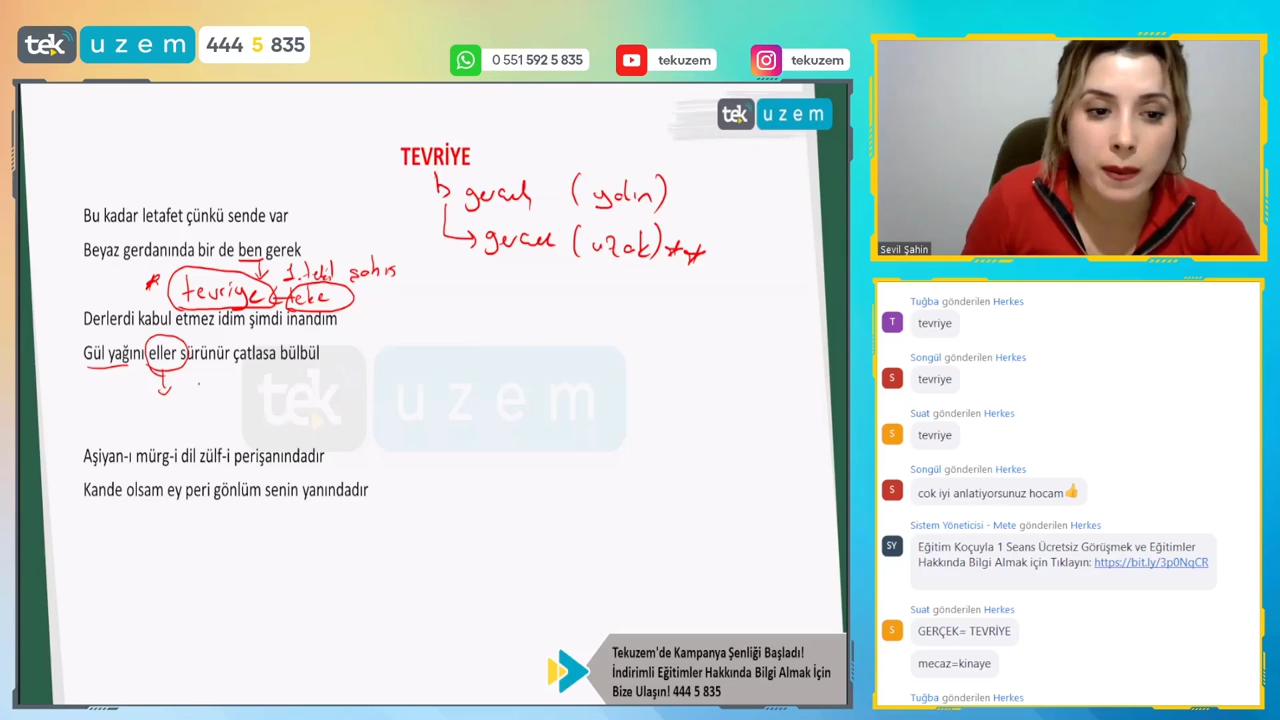 tek uzem 444 5 835
0 551 592 5 835
tekuzem
tekuzem
tek uzem
TEVRİYE
gerçek (yakın)
gerçek (uzak)
Bu kadar letafet çünkü sende var
Beyaz gerdanında bir de ben gerek
1. tekil şahıs
tevriye
Derlerdi kabul etmez idim şimdi inandım
Gül yağını eller sürünür çatlasa bülbül
tek uzem
Aşiyan-ı mürg-i dil zülf-i perişanındadır
Kande olsam ey peri gönlüm senin yanındadır
Tekuzem'de Kampanya Şenliği Başladı!
İndirimli Eğitimler Hakkında Bilgi Almak İçin
Bize Ulaşın! 444 5 835
Sevil Şahin
Tuğba gönderilen Herkes
T
tevriye
Songül gönderilen Herkes
S
tevriye
Suat gönderilen Herkes
S
tevriye
Songül gönderilen Herkes
S
cok iyi anlatiyorsunuz hocam👍
Sistem Yöneticisi - Mete gönderilen Herkes
SY
Eğitim Koçuyla 1 Seans Ücretsiz Görüşmek ve Eğitimler
Hakkında Bilgi Almak için Tıklayın: https://bit.ly/3p0NqCR
Suat gönderilen Herkes
S
GERÇEK= TEVRİYE
mecaz=kinaye
Tuğba gönderilen Herkes